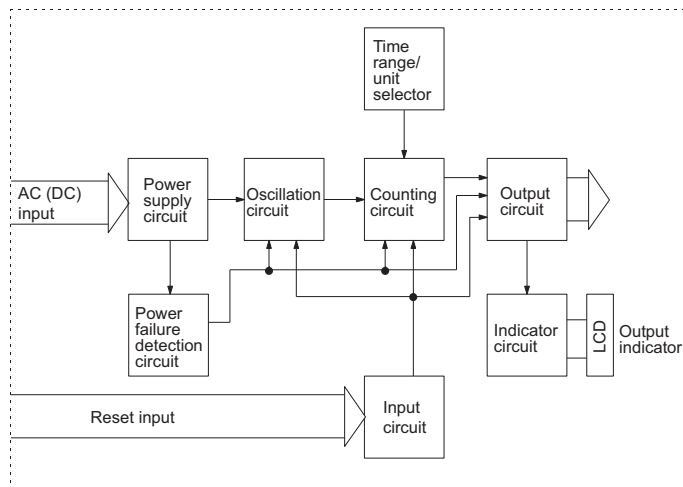 Time
range/
unit
selector
AC (DC)
input
Power
supply
circuit
Oscillation
circuit
Counting
circuit
Output
circuit
Power
failure
detection
circuit
Indicator
circuit
LCD
Output
indicator
Reset input
Input
circuit